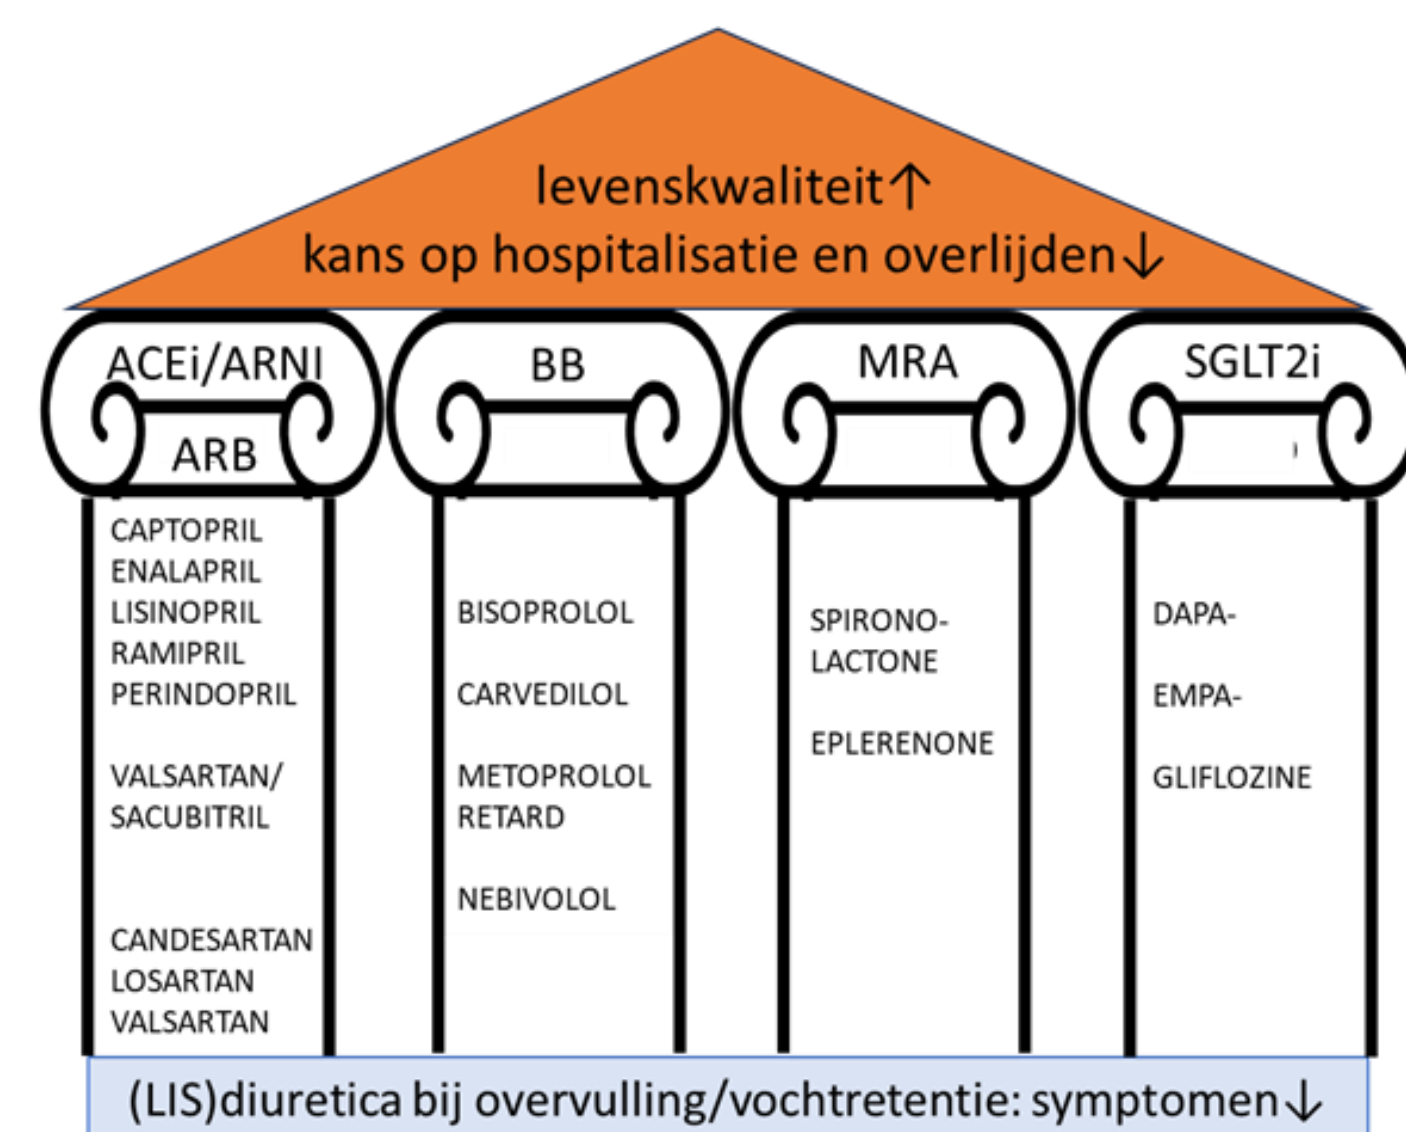 levenskwaliteit↑
kans op hospitalisatie en overlijden↓
ACEi/ARNI
ARB
CAPTOPRIL
ENALAPRIL
LISINOPRIL
RAMIPRIL
PERINDOPRIL
VALSARTAN/
SACUBITRIL
CANDESARTAN
LOSARTAN
VALSARTAN
BB
BISOPROLOL
CARVEDILOL
METOPROLOL
RETARD
NEBIVOLOL
MRA
SPIRONO-
LACTONE
EPLERENONE
SGLT2i
DAPA-
EMPA-
GLIFLOZINE
(LIS)diuretica bij overvulling/vochtretentie: symptomen↓